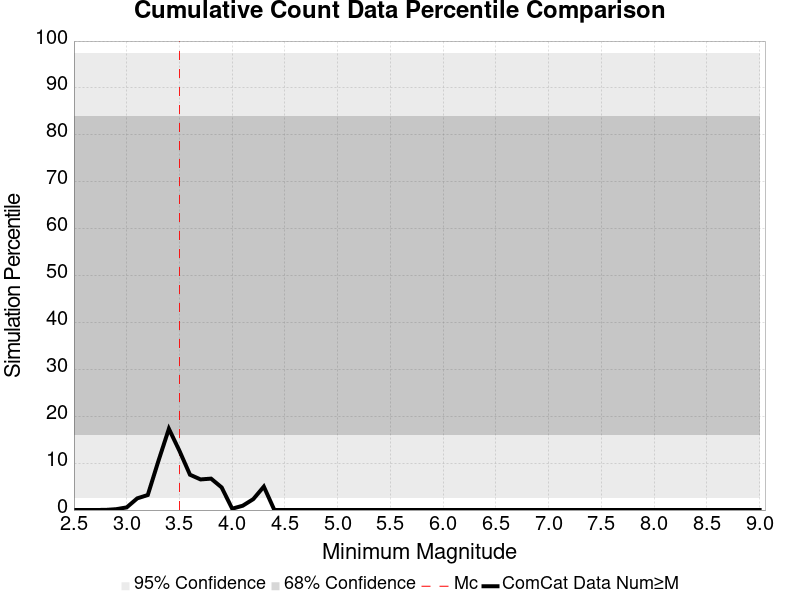 Cumulative Count Data Percentile Comparison
100
90
80
70
60
50
40
30
20
10
0
Simulation Percentile
2.5 3.0 3.5 4.0 4.5 5.0 5.5 6.0 6.5 7.0 7.5 8.0 8.5 9.0
Minimum Magnitude
95% Confidence 68% Confidence Mc ComCat Data Num≥M